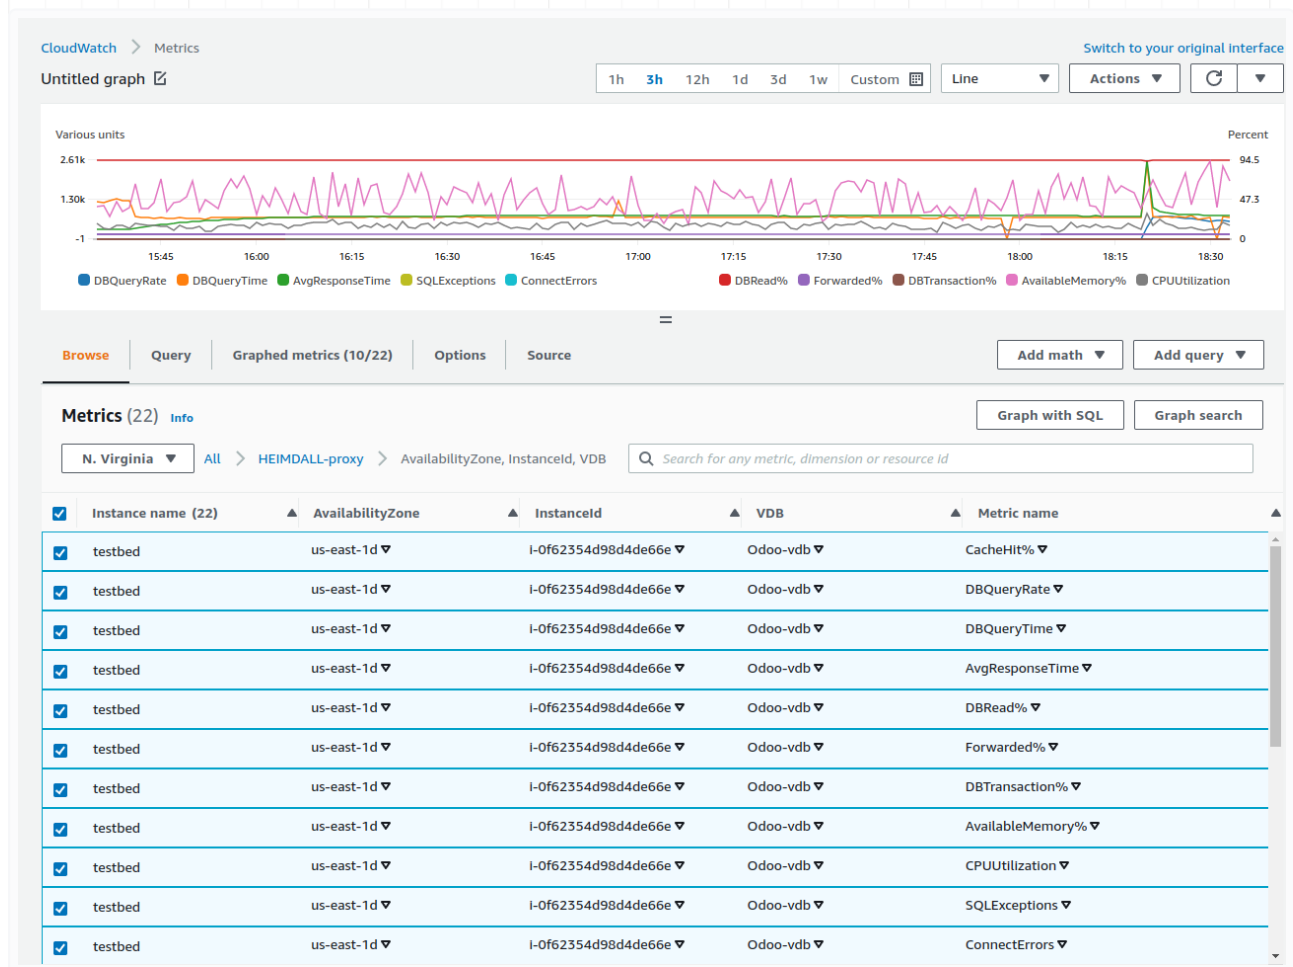 CloudWatch > Metrics Switch to your original interface
Untitled graph 1h 3h 12h 1d 3d 1w Custom Line Actions
Various units Percent
2.61k 94.5
1.30k 47.3
-1 0
15:45 16:00 16:15 16:30 16:45 17:00 17:15 17:30 17:45 18:00 18:15 18:30
DBQueryRate DBQueryTime AvgResponseTime SQLExceptions ConnectErrors DBRead% Forwarded% DBTransaction% AvailableMemory% CPUUtilization
Browse Query Graphed metrics (10/22) Options Source Add math Add query
Metrics (22) Info Graph with SQL Graph search
N. Virginia All > HEIMDALL-proxy > AvailabilityZone, InstanceId, VDB Search for any metric, dimension or resource id
Instance name (22) AvailabilityZone InstanceId VDB Metric name
testbed us-east-1d i-0f62354d98d4de66e Odoo-vdb CacheHit%
testbed us-east-1d i-0f62354d98d4de66e Odoo-vdb DBQueryRate
testbed us-east-1d i-0f62354d98d4de66e Odoo-vdb DBQueryTime
testbed us-east-1d i-0f62354d98d4de66e Odoo-vdb AvgResponseTime
testbed us-east-1d i-0f62354d98d4de66e Odoo-vdb DBRead%
testbed us-east-1d i-0f62354d98d4de66e Odoo-vdb Forwarded%
testbed us-east-1d i-0f62354d98d4de66e Odoo-vdb DBTransaction%
testbed us-east-1d i-0f62354d98d4de66e Odoo-vdb AvailableMemory%
testbed us-east-1d i-0f62354d98d4de66e Odoo-vdb CPUUtilization
testbed us-east-1d i-0f62354d98d4de66e Odoo-vdb SQLExceptions
testbed us-east-1d i-0f62354d98d4de66e Odoo-vdb ConnectErrors